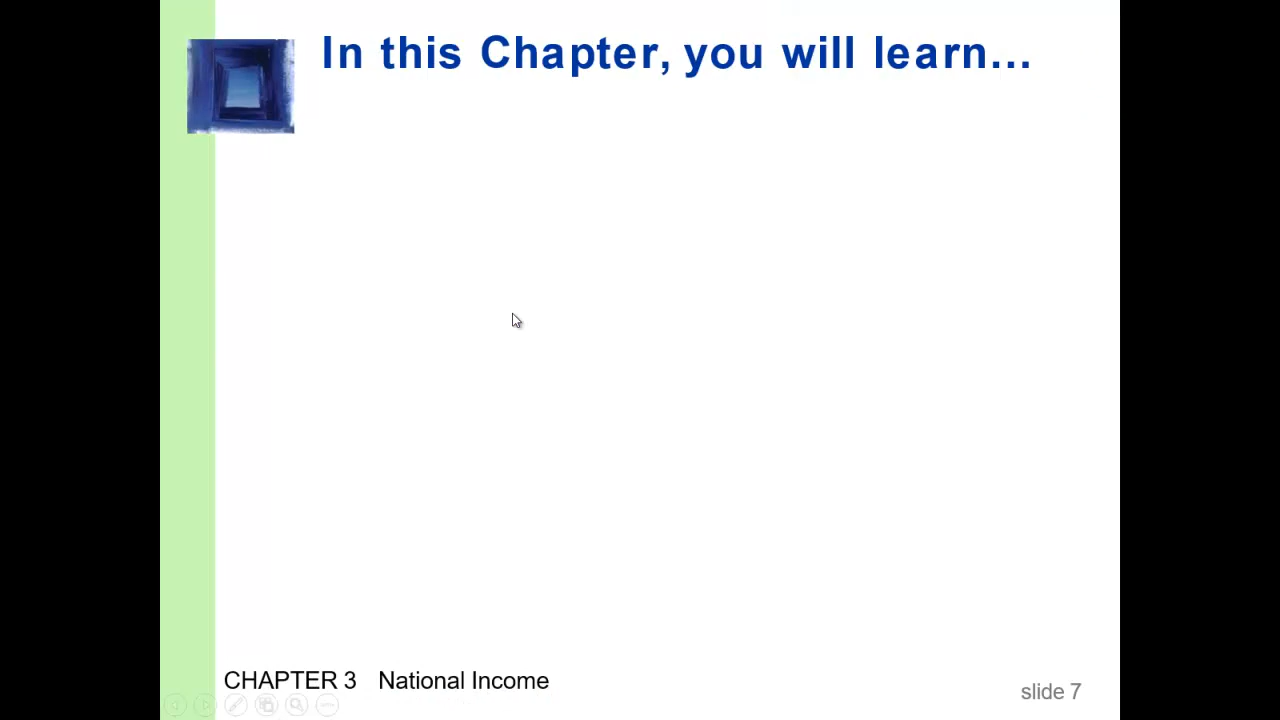 In this Chapter, you will learn…
CHAPTER 3 National Income
slide 7